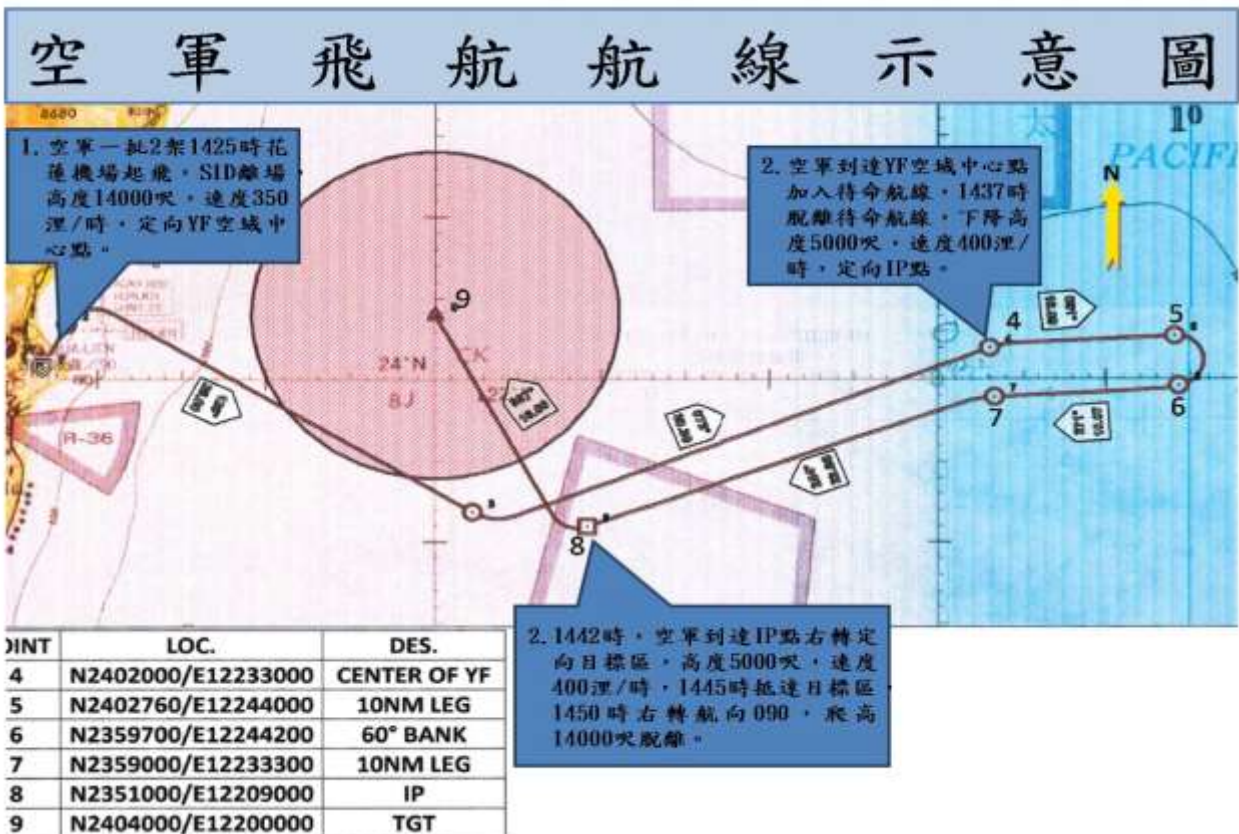 空軍飛航航線示意圖
8680
10
太
PACIFI
1. 空軍一批2架1425時花
蓮機場起飛，SID離場
高度14000呎，速度350
浬/時，定向YF空域中
心點。
2. 空軍到達YF空域中心點
加入待命航線，1437時
脫離待命航線，下降高
度5000呎，速度400浬/
時，定向IP點。
N
9
4
5
24°N
8J
7
6
R-36
8
2. 1442時，空軍到達IP點右轉定
向目標區，高度5000呎，速度
400浬/時，1445時抵達目標區
1450時右轉航向090，爬高
14000呎脫離。
OINT LOC. DES.
4 N2402000/E12233000 CENTER OF YF
5 N2402760/E12244000 10NM LEG
6 N2359700/E12244200 60° BANK
7 N2359000/E12233300 10NM LEG
8 N2351000/E12209000 IP
9 N2404000/E12200000 TGT